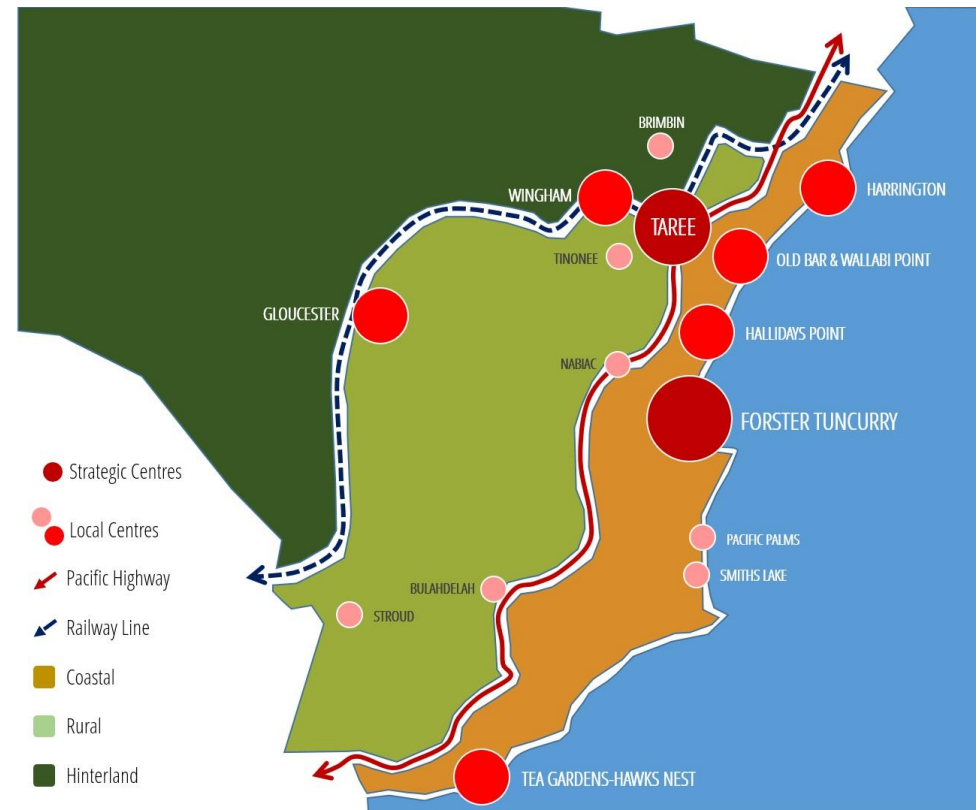 BRIMBIN
WINGHAM
HARRINGTON
TAREE
TINONEE
OLD BAR & WALLABI POINT
GLOUCESTER
HALLIDAYS POINT
NABIAC
FORSTER TUNCURRY
Strategic Centres
Local Centres
PACIFIC PALMS
Pacific Highway
SMITHS LAKE
BULAHDELAH
STROUD
Railway Line
Coastal
Rural
Hinterland
TEA GARDENS-HAWKS NEST